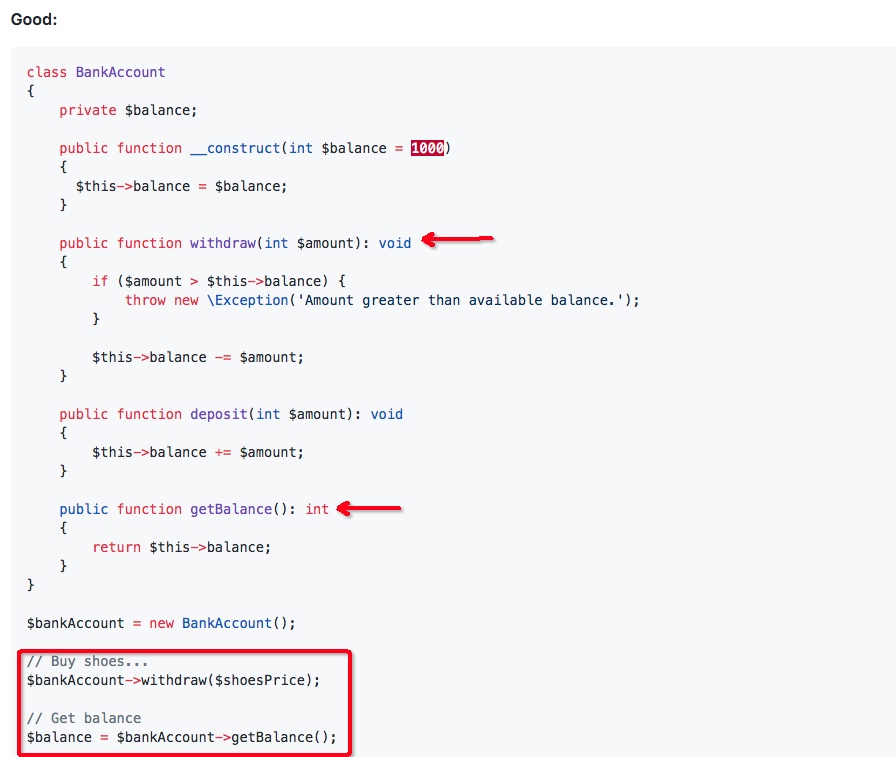 Good:
class BankAccount
{
    private $balance;

    public function __construct(int $balance = 1000)
    {
      $this->balance = $balance;
    }

    public function withdraw(int $amount): void
    {
        if ($amount > $this->balance) {
            throw new \Exception('Amount greater than available balance.');
        }

        $this->balance -= $amount;
    }

    public function deposit(int $amount): void
    {
        $this->balance += $amount;
    }

    public function getBalance(): int
    {
        return $this->balance;
    }
}

$bankAccount = new BankAccount();

// Buy shoes...
$bankAccount->withdraw($shoesPrice);

// Get balance
$balance = $bankAccount->getBalance();